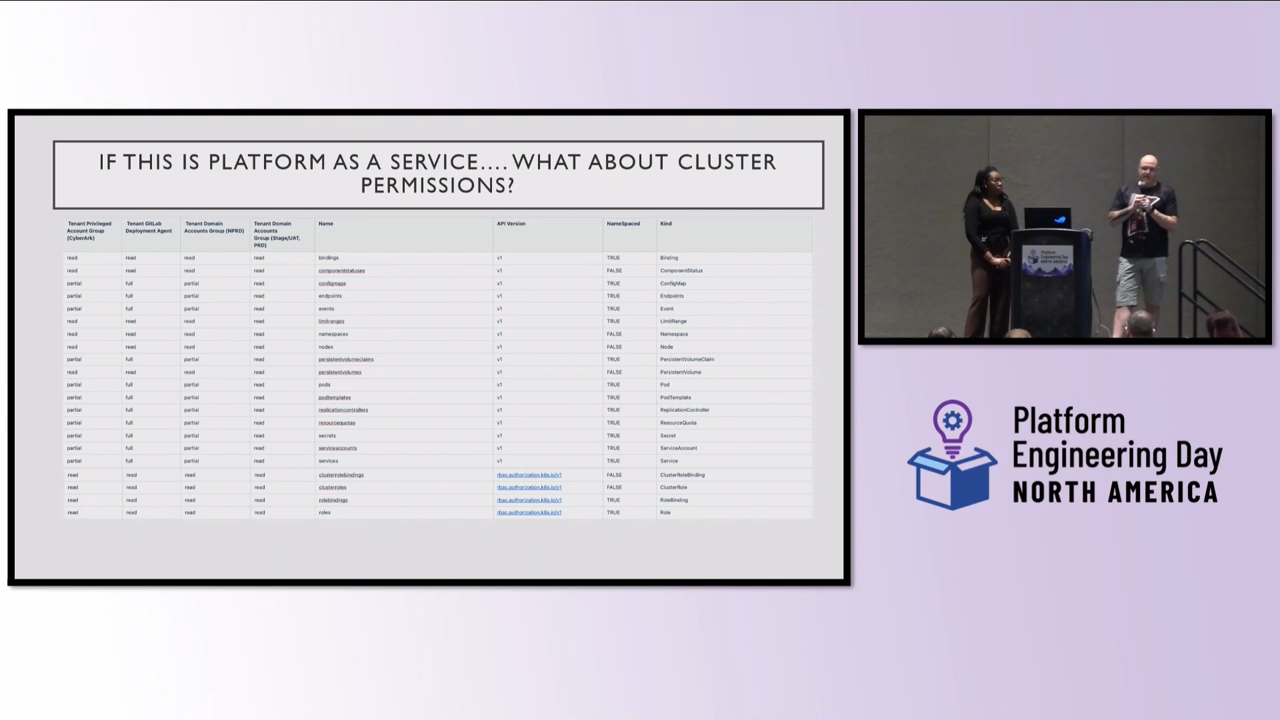 IF THIS IS PLATFORM AS A SERVICE.... WHAT ABOUT CLUSTER
PERMISSIONS?
Tenant Privileged Account Group (CyberArk) Tenant GitLab Deployment Agent Tenant Domain Accounts Group (NPRD) Tenant Domain Accounts Group (Stage/UAT, PRD) Name API Version NameSpaced Kind
read read read read bindings v1 TRUE Binding
read read read read componentstatuses v1 FALSE ComponentStatus
partial full partial read configmaps v1 TRUE ConfigMap
partial full partial read endpoints v1 TRUE Endpoints
partial full partial read events v1 TRUE Event
read read read read limitranges v1 TRUE LimitRange
read read read read namespaces v1 FALSE Namespace
read read read read nodes v1 FALSE Node
partial full partial read persistentvolumeclaims v1 TRUE PersistentVolumeClaim
read read read read persistentvolumes v1 FALSE PersistentVolume
partial full partial read pods v1 TRUE Pod
partial full partial read podtemplates v1 TRUE PodTemplate
partial full partial read replicationcontrollers v1 TRUE ReplicationController
partial full partial read resourcequotas v1 TRUE ResourceQuota
partial full partial read secrets v1 TRUE Secret
partial full partial read serviceaccounts v1 TRUE ServiceAccount
partial full partial read services v1 TRUE Service
read read read read clusterrolebindings rbac.authorization.k8s.io/v1 FALSE ClusterRoleBinding
read read read read clusterroles rbac.authorization.k8s.io/v1 FALSE ClusterRole
read read read read rolebindings rbac.authorization.k8s.io/v1 TRUE RoleBinding
read read read read roles rbac.authorization.k8s.io/v1 TRUE Role
Platform
Engineering Day
NORTH AMERICA
Platform
Engineering Day
NORTH AMERICA